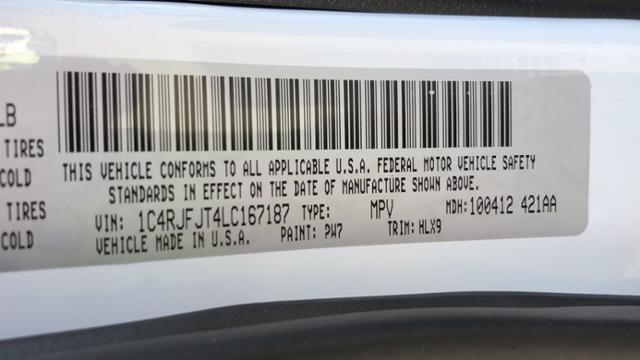 LB
TIRES
COLD
TIRES
COLD
THIS VEHICLE CONFORMS TO ALL APPLICABLE U.S.A. FEDERAL MOTOR VEHICLE SAFETY
STANDARDS IN EFFECT ON THE DATE OF MANUFACTURE SHOWN ABOVE.
VIN: 1C4RJFJT4LC167187 TYPE: MPV MDH: 100412 421AA
VEHICLE MADE IN U.S.A. PAINT: PW7 TRIM: HLX9